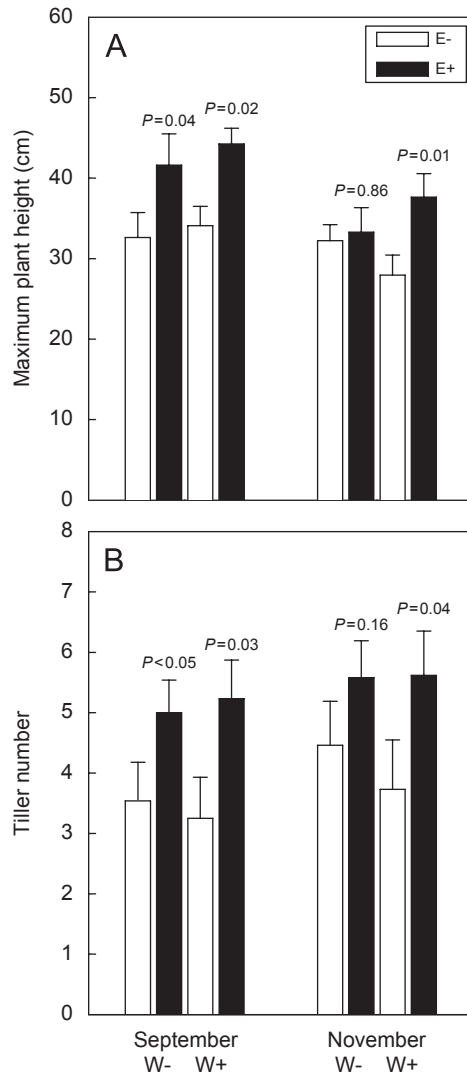 60
A
E-
E+
50
P=0.04
P=0.02
40
P=0.86
P=0.01
30
20
10
0
Maximum plant height (cm)
8
B
7
6
P<0.05
P=0.03
P=0.16
P=0.04
5
4
3
2
1
0
Tiller number
September
November
W-
W+
W-
W+